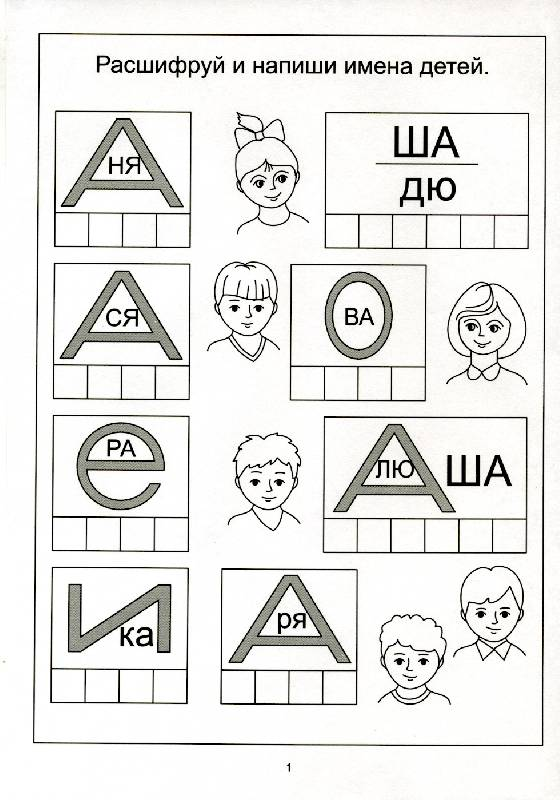 Расшифруй и напиши имена детей.
А
НЯ
ША
ДЮ
А
СЯ
О
ВА
е
РА
А
ЛЮ
ША
И
ка
А
ря
1